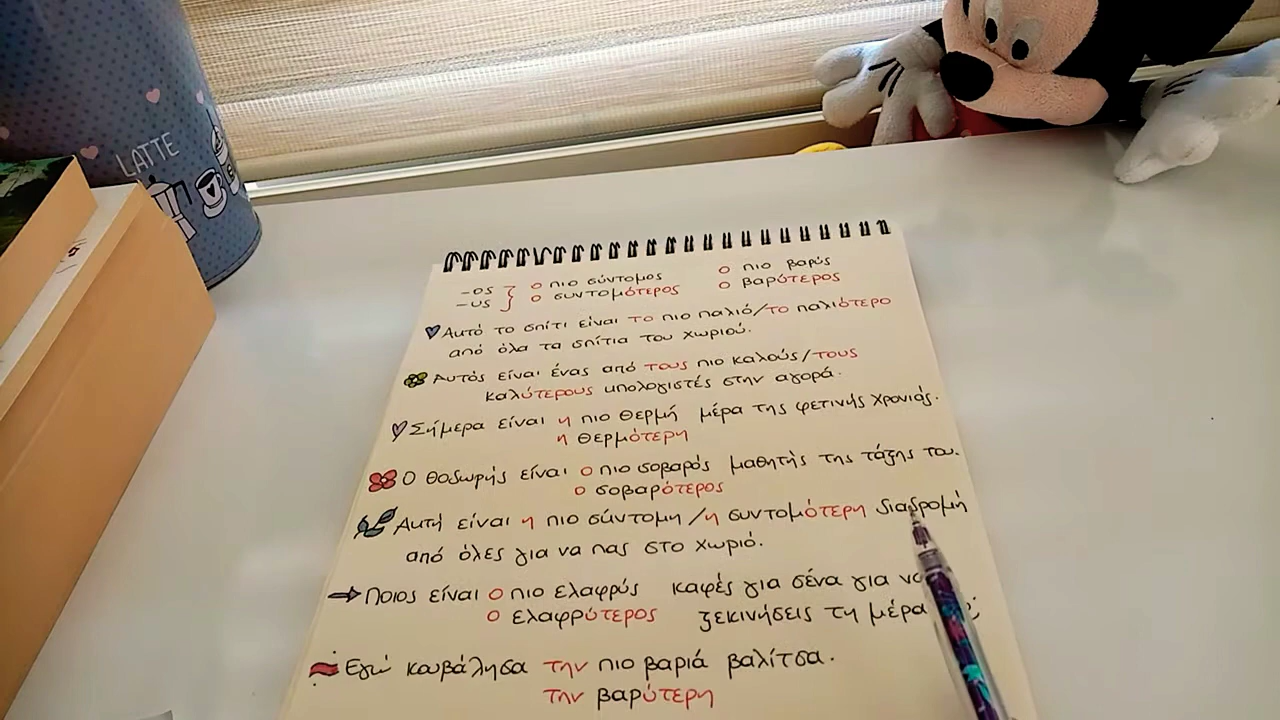 LATTE
-ος } ο πιο σύντομος ο πιο βαρύς
-υς ο συντομότερος ο βαρύτερος
Αυτό το σπίτι είναι το πιο παλιό/το παλιότερο
από όλα τα σπίτια του χωριού.
Αυτός είναι ένας από τους πιο καλούς/τους
καλύτερους υπολογιστές στην αγορά.
Σήμερα είναι η πιο θερμή μέρα της φετινής χρονιάς.
η θερμότερη
Ο Θοδωρής είναι ο πιο σοβαρός μαθητής της τάξης του.
ο σοβαρότερος
Αυτή είναι η πιο σύντομη/η συντομότερη διαδρομή
από όλες για να πας στο χωριό.
Ποιος είναι ο πιο ελαφρύς καφές για σένα για
ο ελαφρύτερος ξεκινήσεις τη μέρα
Εγώ κουβάλησα την πιο βαριά βαλίτσα.
την βαρύτερη